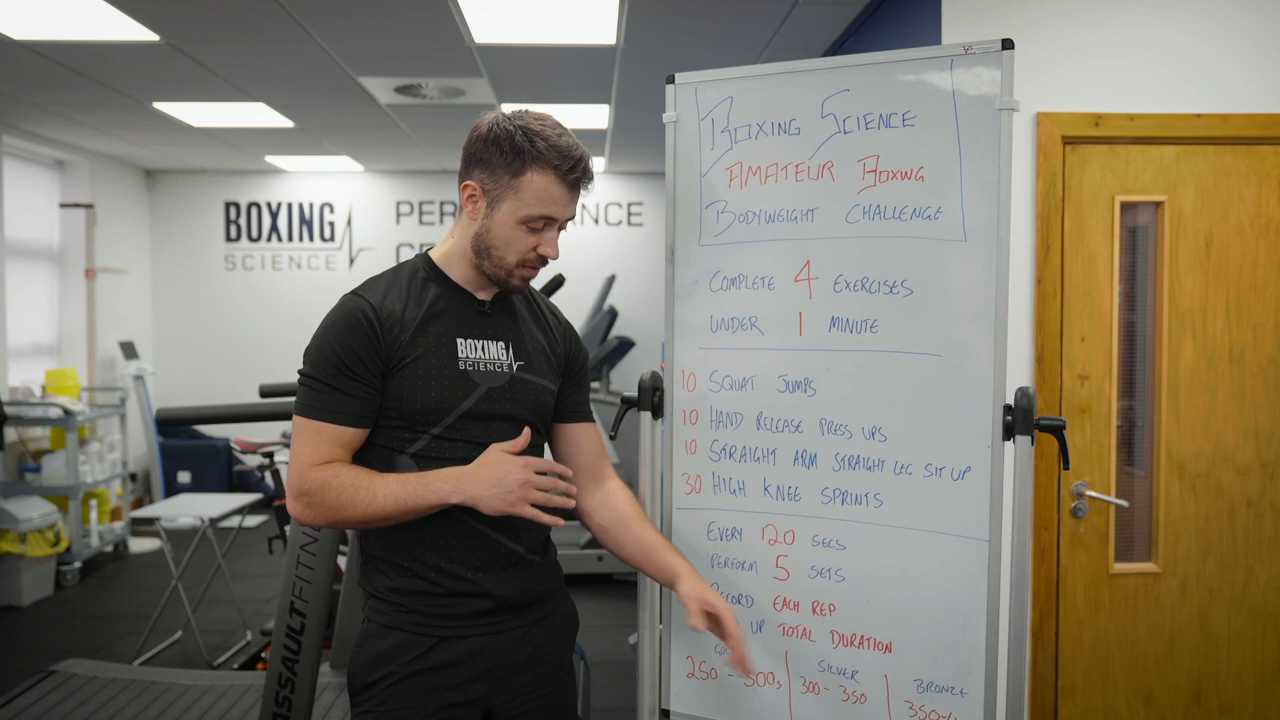 BOXING
SCIENCE
BOXING
SCIENCE
ASSAULT FITN
BOXING SCIENCE
AMATEUR BOXING
BODYWEIGHT CHALLENGE
COMPLETE 4 EXERCISES
UNDER 1 MINUTE
10 SQUAT JUMPS
10 HAND RELEASE PRESS UPS
10 STRAIGHT ARM STRAIGHT LEG SIT UP
30 HIGH KNEE SPRINTS
EVERY 120 SECS
PERFORM 5 SETS
RECORD EACH REP
UP TOTAL DURATION
SILVER BRONZE
250 - 300s 300 - 350